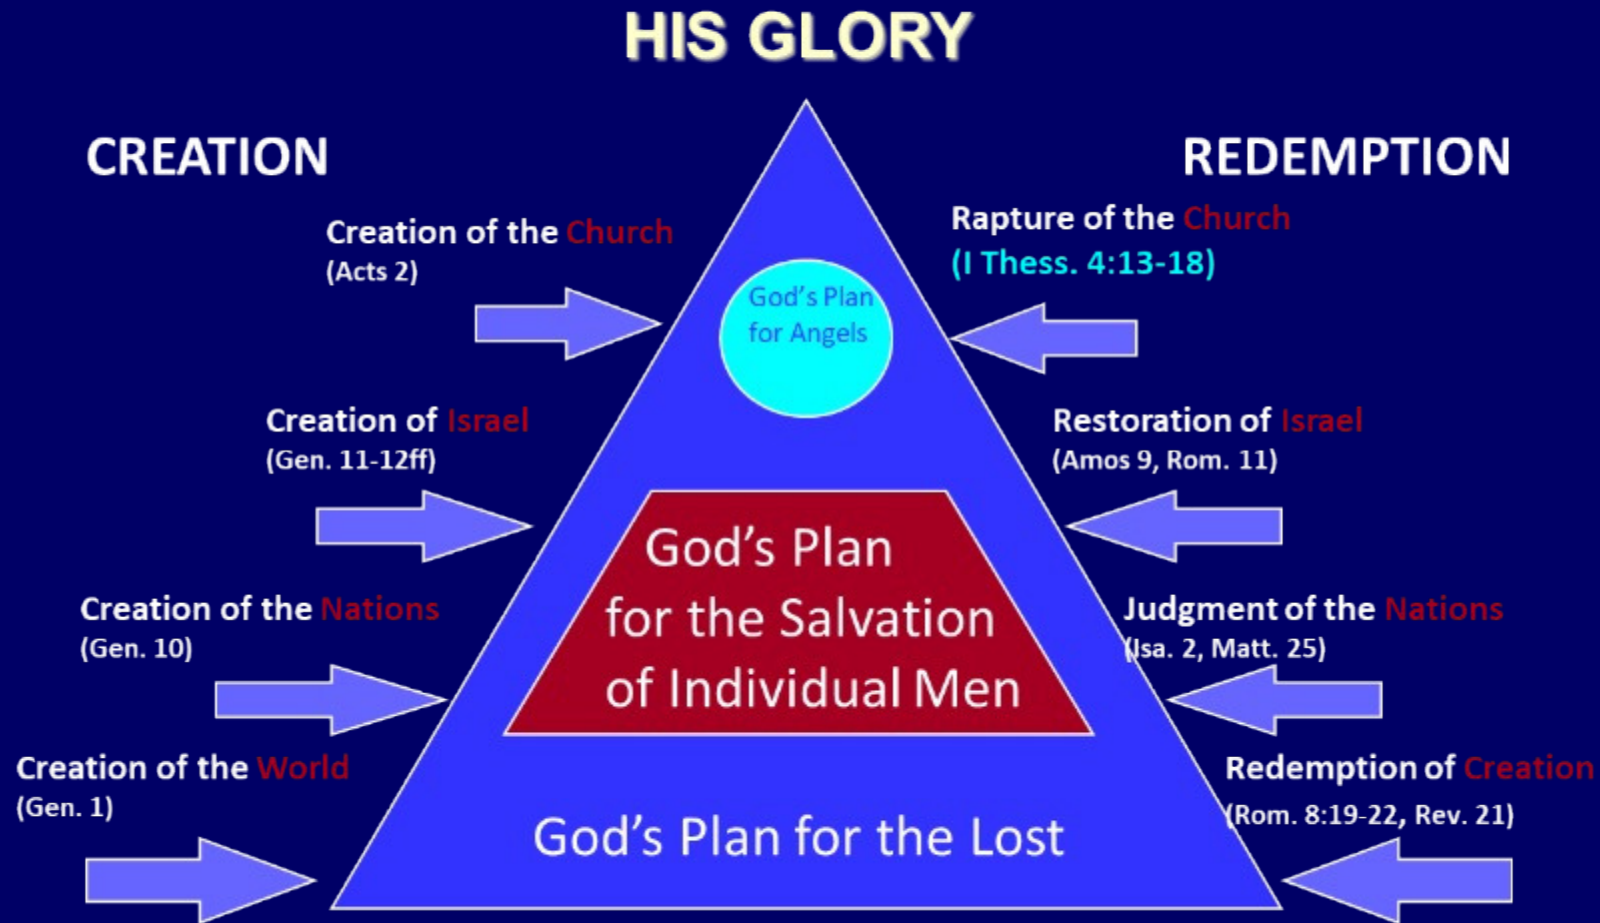 HIS GLORY
CREATION
REDEMPTION
Creation of the Church
(Acts 2)
Rapture of the Church
(I Thess. 4:13-18)
God's Plan
for Angels
Creation of Israel
(Gen. 11-12ff)
Restoration of Israel
(Amos 9, Rom. 11)
God's Plan
for the Salvation
of Individual Men
Creation of the Nations
(Gen. 10)
Judgment of the Nations
(Isa. 2, Matt. 25)
Creation of the World
(Gen. 1)
Redemption of Creation
(Rom. 8:19-22, Rev. 21)
God's Plan for the Lost